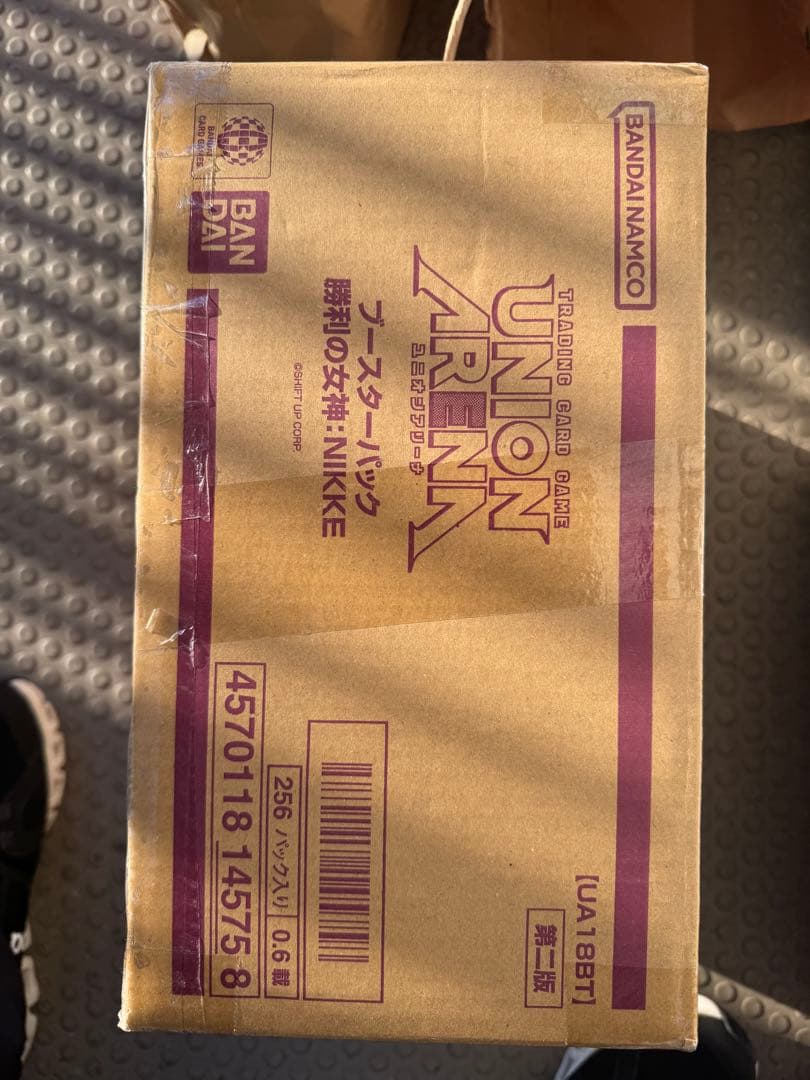 BANDAI NAMCO
TRADING CARD GAME
UNION
ARENA
ユニオンアリーナ
ブースターパック
勝利の女神:NIKKE
©SHIFT UP CORP.
BANDAI
CARD GAMES
BAN
DAI
【UA18BT】
第二版
256 パック入り 0.6 載
4570118 14575 8